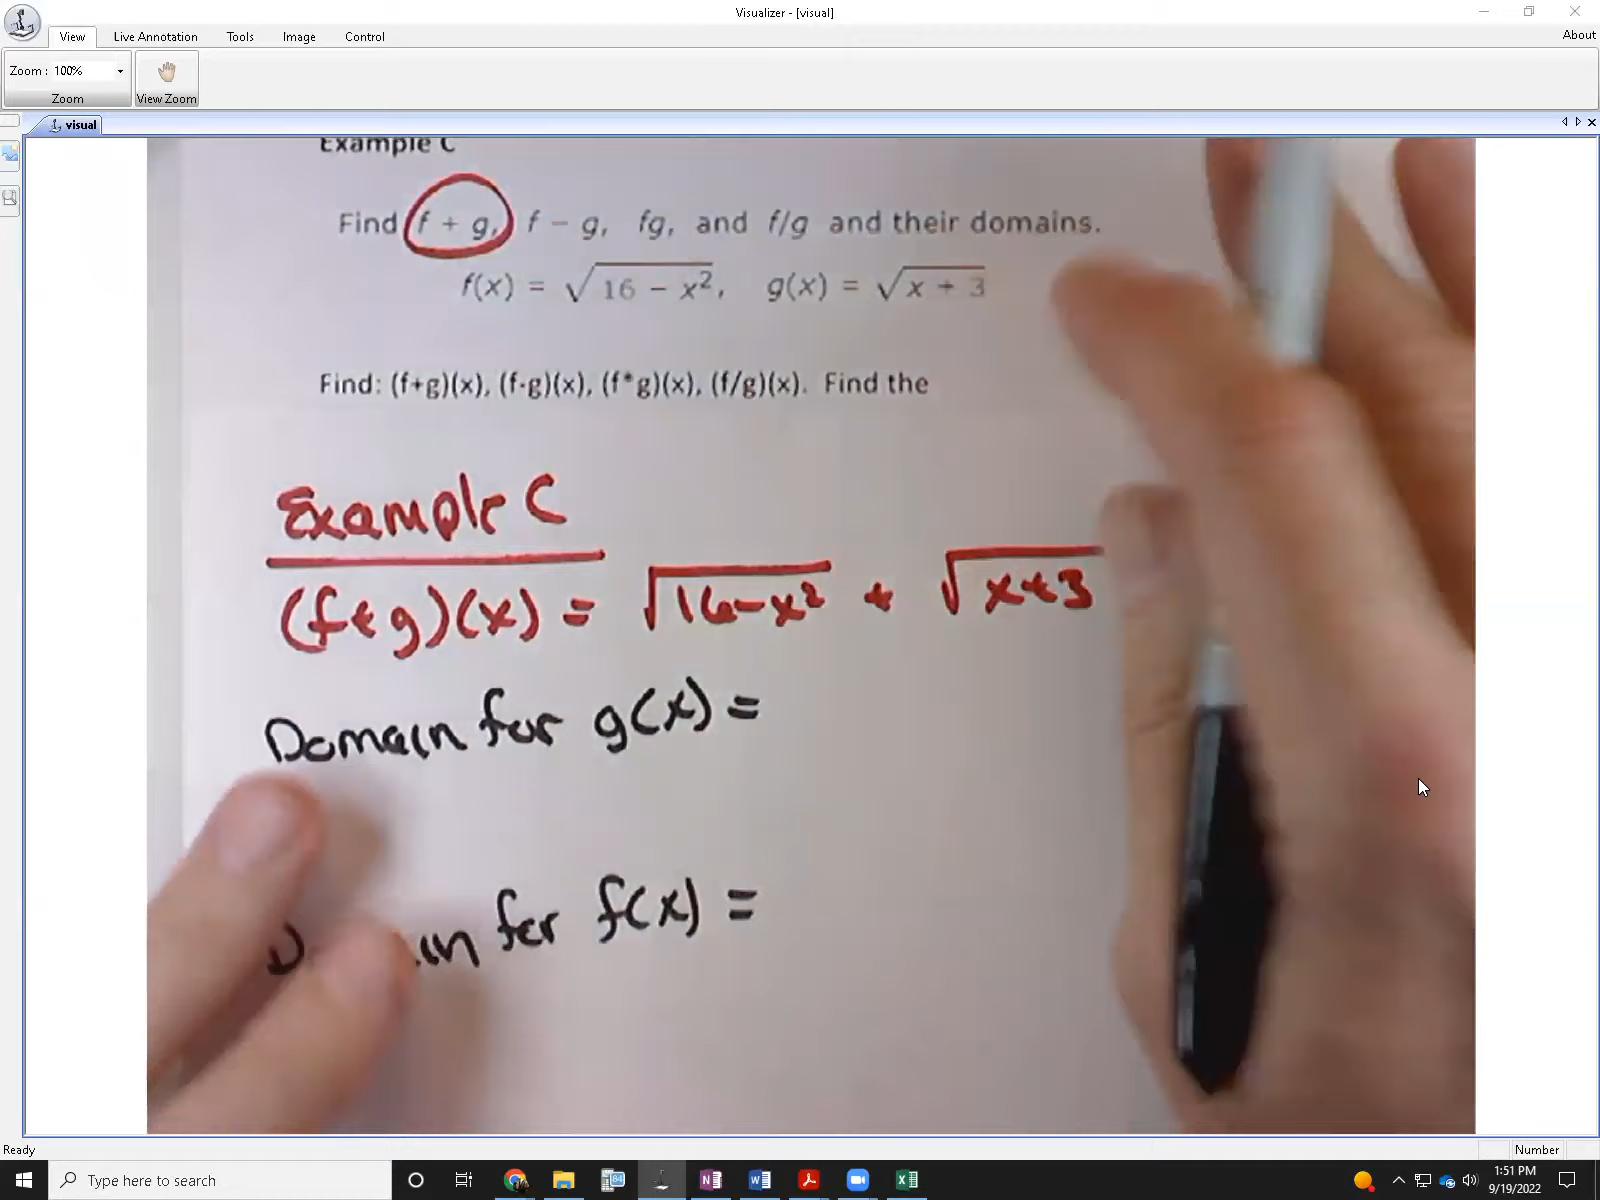 Visualizer - [visual]
View Live Annotation Tools Image Control About
Zoom : 100%
Zoom View Zoom
visual
Example C
Find f + g, f − g, fg, and f/g and their domains.
f(x) = √16 − x², g(x) = √x + 3
Find: (f+g)(x), (f-g)(x), (f*g)(x), (f/g)(x). Find the
Example C
(f+g)(x) = √16-x² + √x+3
Domain for g(x) =
for f(x) =
Ready Number
Type here to search
1:51 PM
9/19/2022